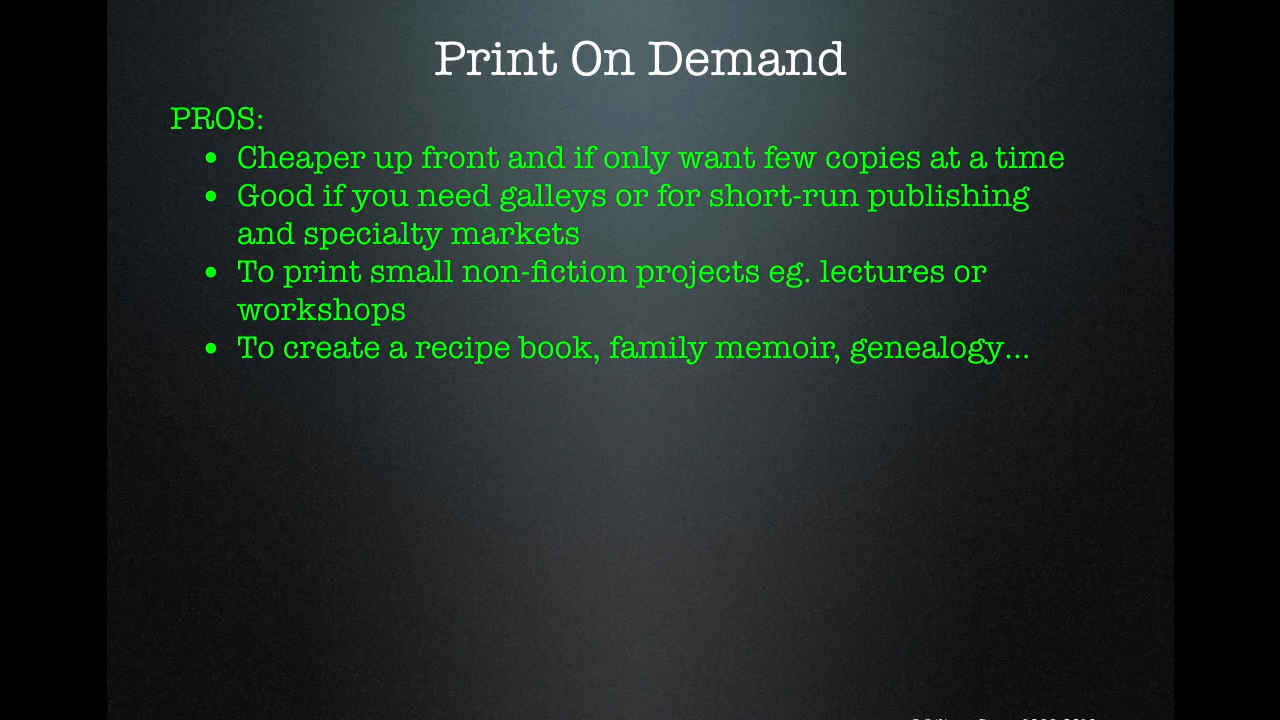 Print On Demand
PROS:
• Cheaper up front and if only want few copies at a time
• Good if you need galleys or for short-run publishing
and specialty markets
• To print small non-fiction projects eg. lectures or
workshops
• To create a recipe book, family memoir, genealogy...